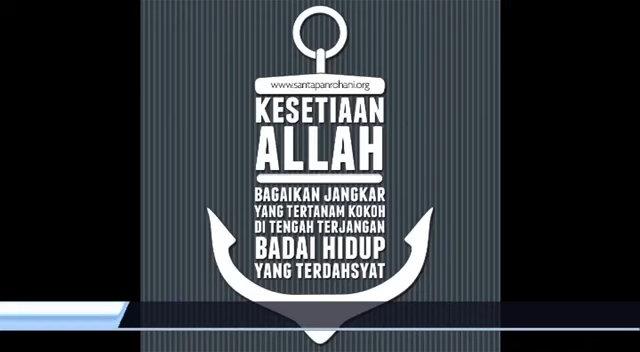 www.santapanrohani.org
KESETIAAN
ALLAH
BAGAIKAN JANGKAR
YANG TERTANAM KOKOH
DI TENGAH TERJANGAN
BADAI HIDUP
YANG TERDAHSYAT